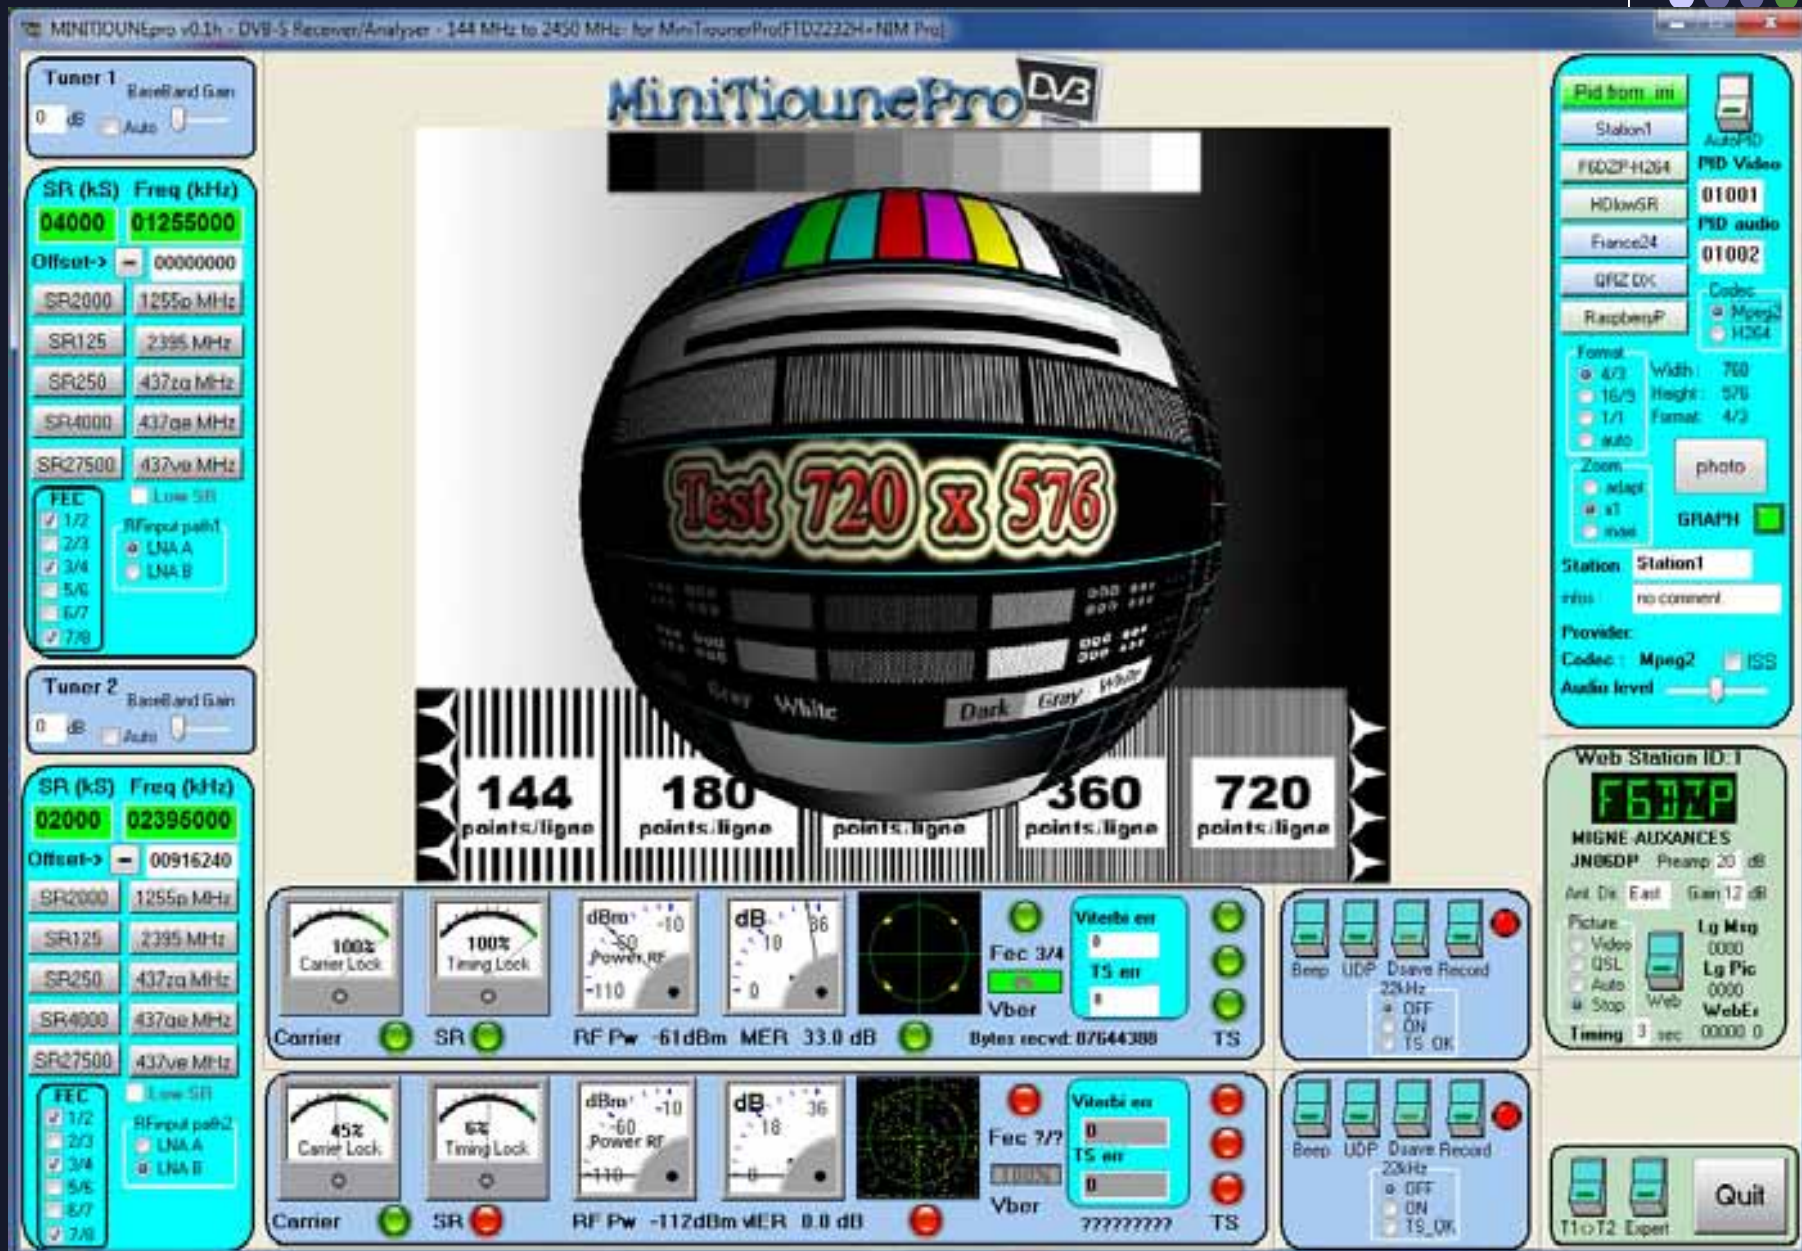 MINITIOUNEpro v0.1h - DVB-S Receiver/Analyser - 144 MHz to 2450 MHz- for MiniTiounerPro(FTD2232H+NIM Pro)
MiniTiounePro DVB
Tuner 1
BaseBand Gain
0 dB Auto
SR (kS) Freq (kHz)
04000 01255000
Offset-> - 00000000
SR2000 1255p MHz
SR125 2395 MHz
SR250 437zq MHz
SR4000 437qe MHz
SR27500 437ve MHz
FEC Low SR
1/2
2/3
3/4
5/6
6/7
7/8
RFinput path1
LNA A
LNA B
Tuner 2
BaseBand Gain
0 dB Auto
SR (kS) Freq (kHz)
02000 02395000
Offset-> - 00916240
SR2000 1255p MHz
SR125 2395 MHz
SR250 437zq MHz
SR4000 437qe MHz
SR27500 437ve MHz
FEC Low SR
1/2
2/3
3/4
5/6
6/7
7/8
RFinput path2
LNA A
LNA B
Test 720 x 576
Gray White
Dark Gray White
144 180 360 720
points/ligne points/ligne points/ligne points/ligne points/ligne
100%
Carrier Lock
100%
Timing Lock
dBm -10
-60
Power RF
-110
dB 36
18
0
Fec 3/4
Vber
Viterbi err
0
TS err
0
Carrier SR RF Pw -61dBm MER 33.0 dB Bytes recvd: 07644388 TS
Beep UDP Dsave Record
22kHz
OFF
ON
TS_OK
45%
Carrier Lock
6%
Timing Lock
dBm -10
-60
Power RF
-110
dB 36
18
0
Fec ?/?
100%
Vber
Viterbi err
0
TS err
0
Carrier SR RF Pw -112dBm MER 0.0 dB ????????? TS
Beep UDP Dsave Record
22kHz
OFF
ON
TS_OK
Pid from .ini
Station1
F6DZP-H264
HDlowSR
France24
QRZ DX
RaspberryP
AutoPID
PID Video
01001
PID audio
01002
Codec
Mpeg2
H264
Format
4/3
16/9
1/1
auto
Width : 768
Height : 576
Format 4/3
Zoom
adapt
x1
maxi
photo
GRAPH
Station Station1
infos no comment
Provider:
Codec : Mpeg2 ISS
Audio level
Web Station ID:1
F6DZP
MIGNE-AUXANCES
JN06DP Preamp 20 dB
Ant. Dir. East Gain 12 dB
Picture
Video
QSL
Auto
Stop
Web
Lg Msg
0000
Lg Pic
0000
WebEr
00000 0
Timing 3 sec
T1<>T2 Expert
Quit